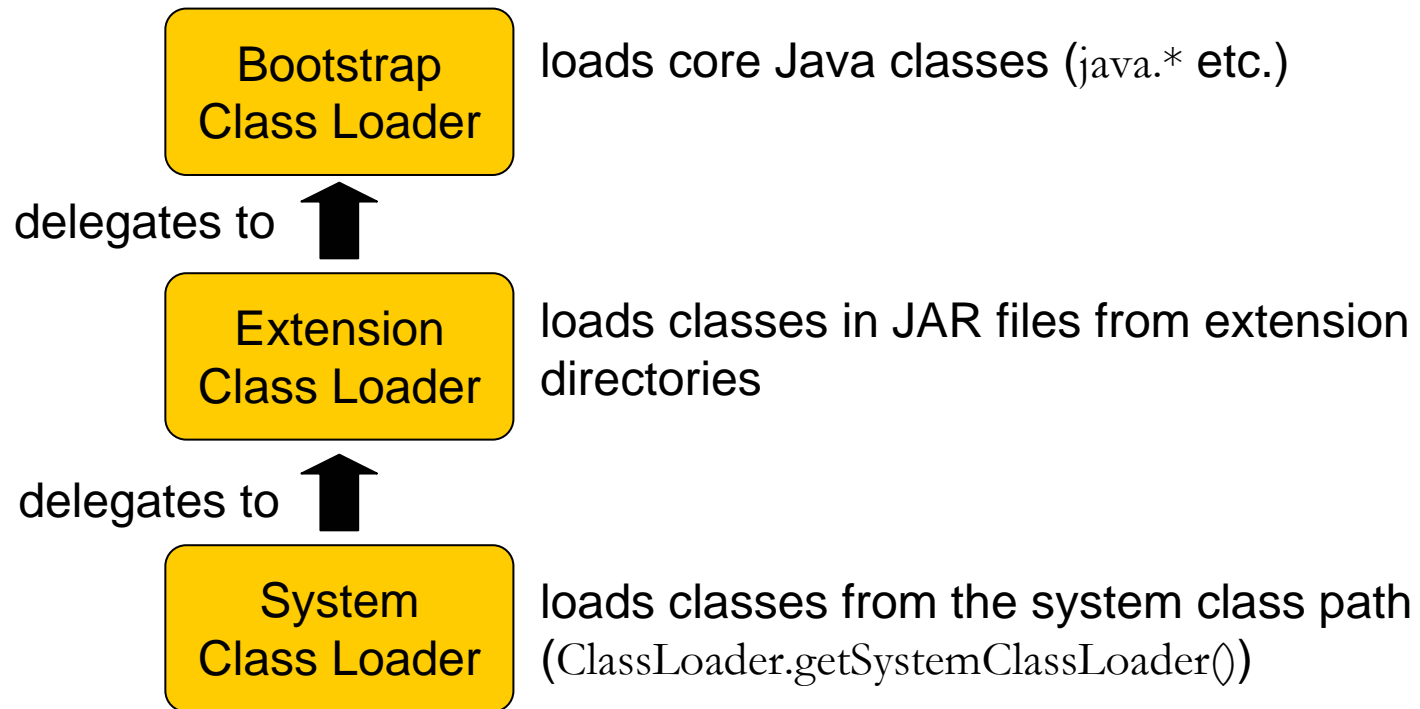 Bootstrap
Class Loader
loads core Java classes (java.* etc.)
delegates to
Extension
Class Loader
loads classes in JAR files from extension
directories
delegates to
System
Class Loader
loads classes from the system class path
(ClassLoader.getSystemClassLoader())